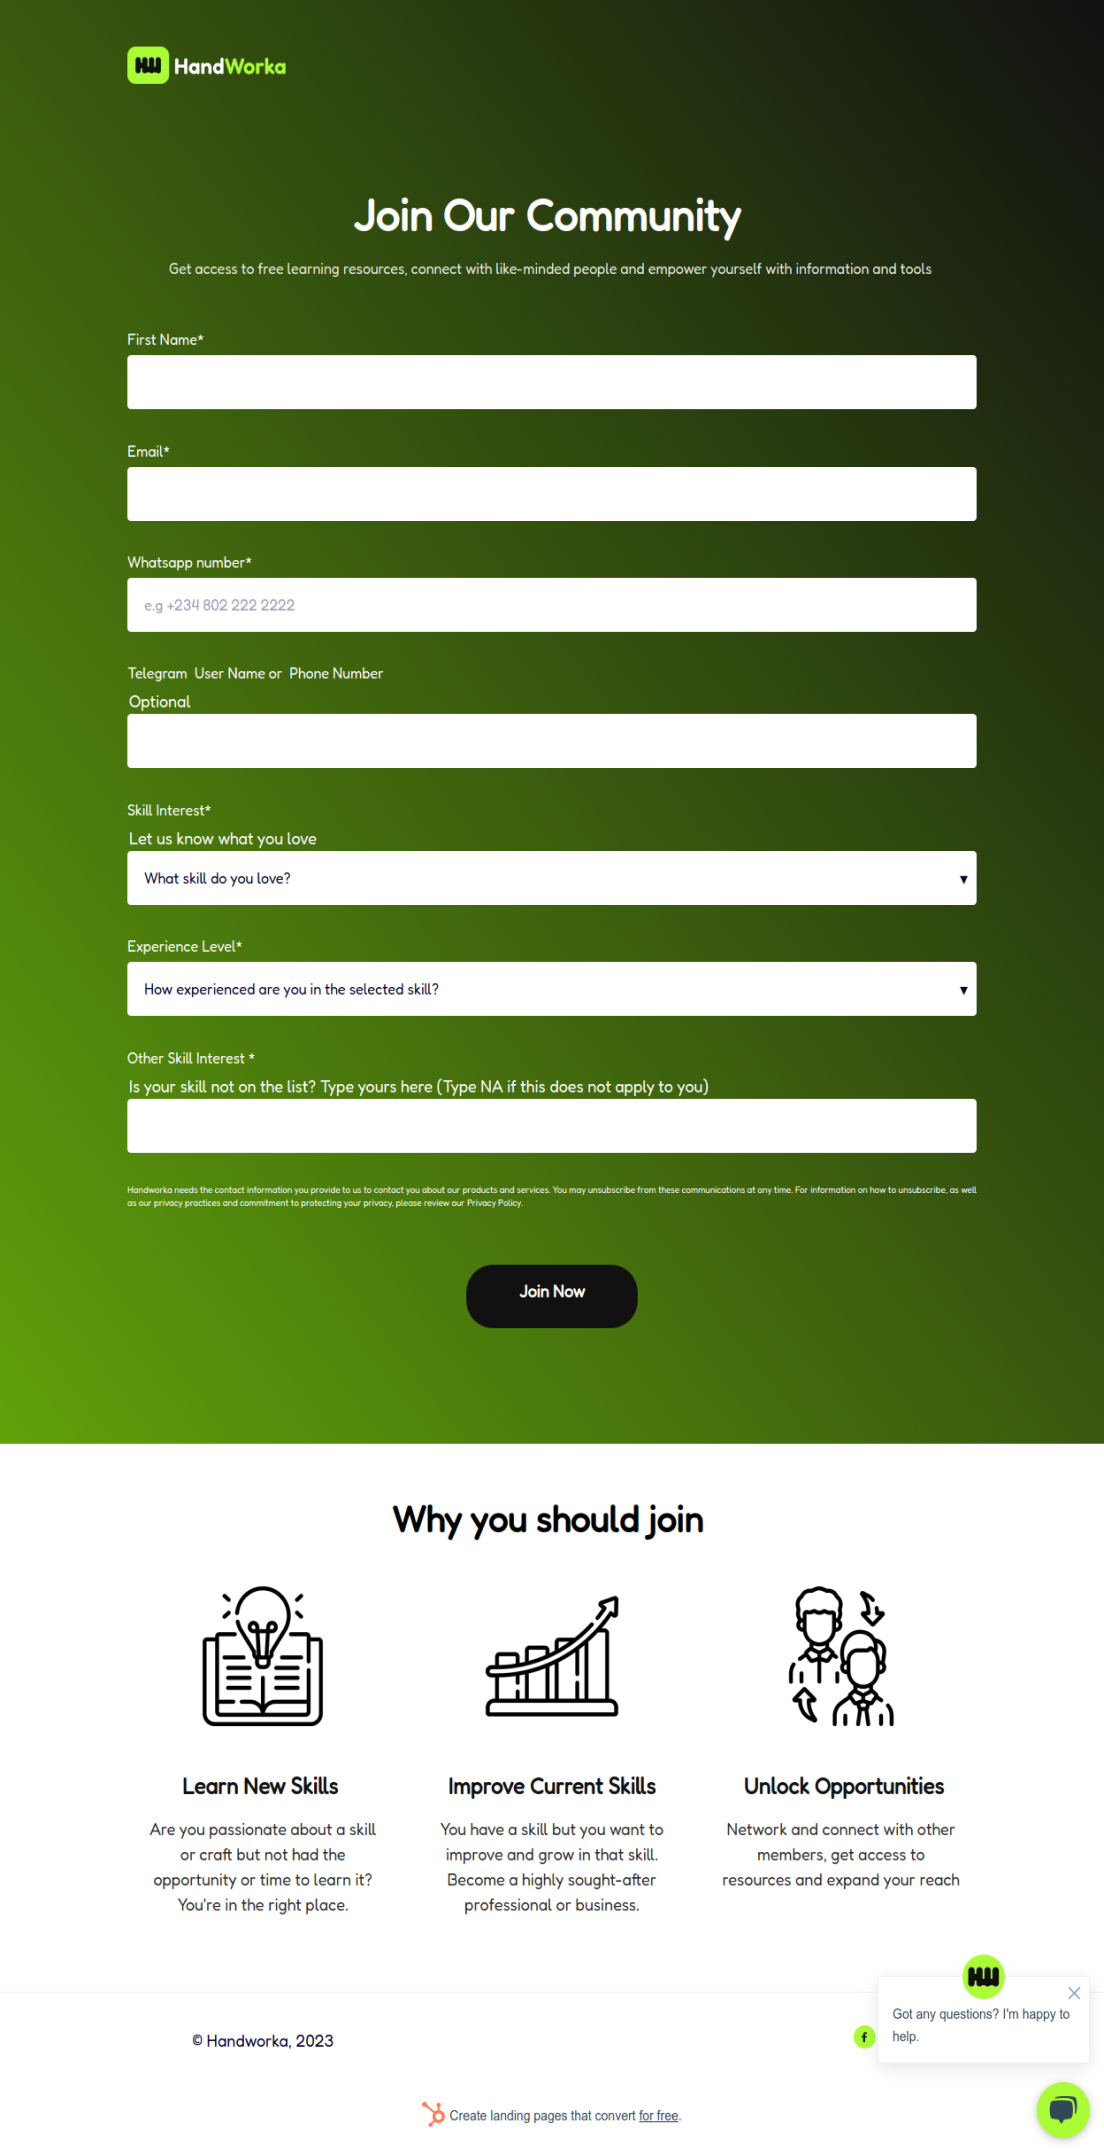 HW HandWorka
Join Our Community
Get access to free learning resources, connect with like-minded people and empower yourself with information and tools
First Name*
Email*
Whatsapp number*
e.g +234 802 222 2222
Telegram  User Name or  Phone Number
Optional
Skill Interest*
Let us know what you love
What skill do you love?
Experience Level*
How experienced are you in the selected skill?
Other Skill Interest *
Is your skill not on the list? Type yours here (Type NA if this does not apply to you)
Handworka needs the contact information you provide to us to contact you about our products and services. You may unsubscribe from these communications at any time. For information on how to unsubscribe, as well
as our privacy practices and commitment to protecting your privacy, please review our Privacy Policy.
Join Now
Why you should join
Learn New Skills
Are you passionate about a skill
or craft but not had the
opportunity or time to learn it?
You're in the right place.
Improve Current Skills
You have a skill but you want to
improve and grow in that skill.
Become a highly sought-after
professional or business.
Unlock Opportunities
Network and connect with other
members, get access to
resources and expand your reach
HW
Got any questions? I'm happy to
help.
© Handworka, 2023
f
Create landing pages that convert for free.